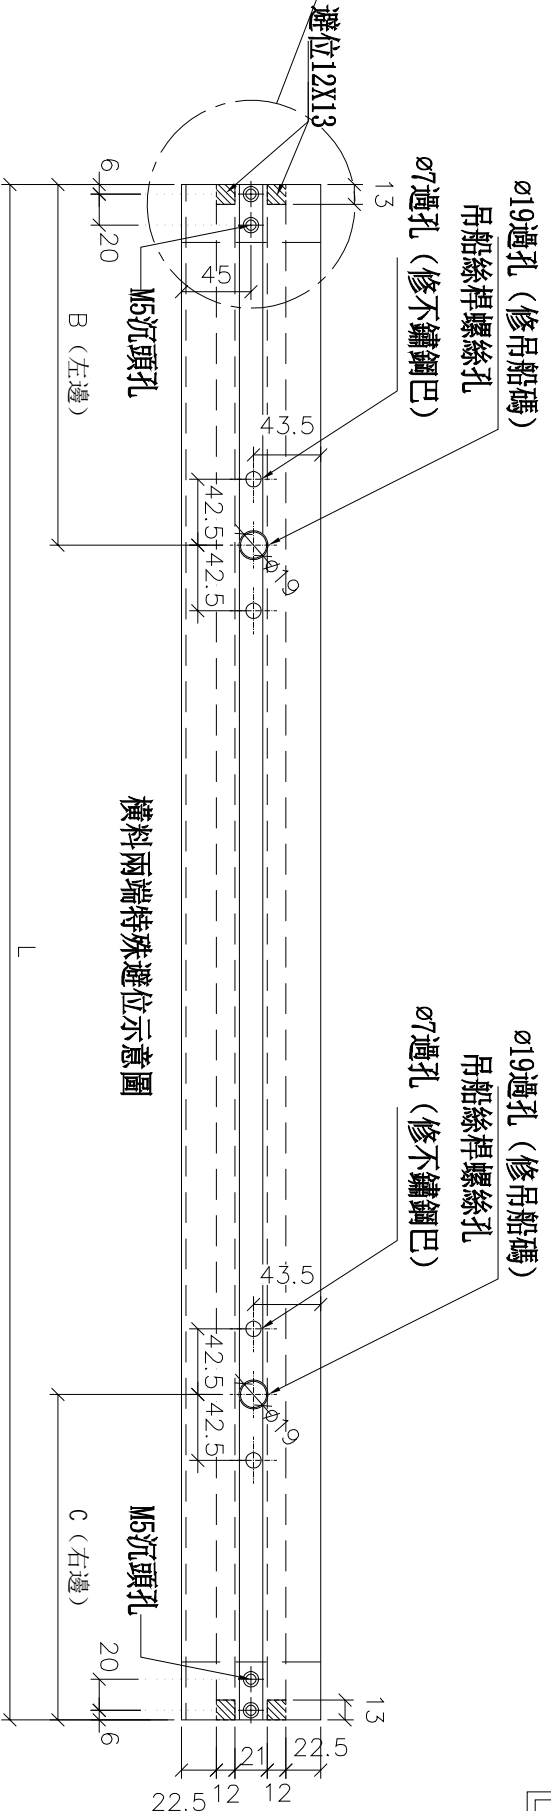 避位12X13
ø19過孔（修吊船碼）
吊船絲桿螺絲孔
ø7過孔（修不鏽鋼巴）
13
6
20
45
M5沉頭孔
B（左邊）
43.5
42.5
42.5
ø19
橫料兩端特殊避位示意圖
L
ø19過孔（修吊船碼）
吊船絲桿螺絲孔
ø7過孔（修不鏽鋼巴）
43.5
42.5
42.5
ø19
C（右邊）
M5沉頭孔
20
6
13
22.5
12
21
12
22.5